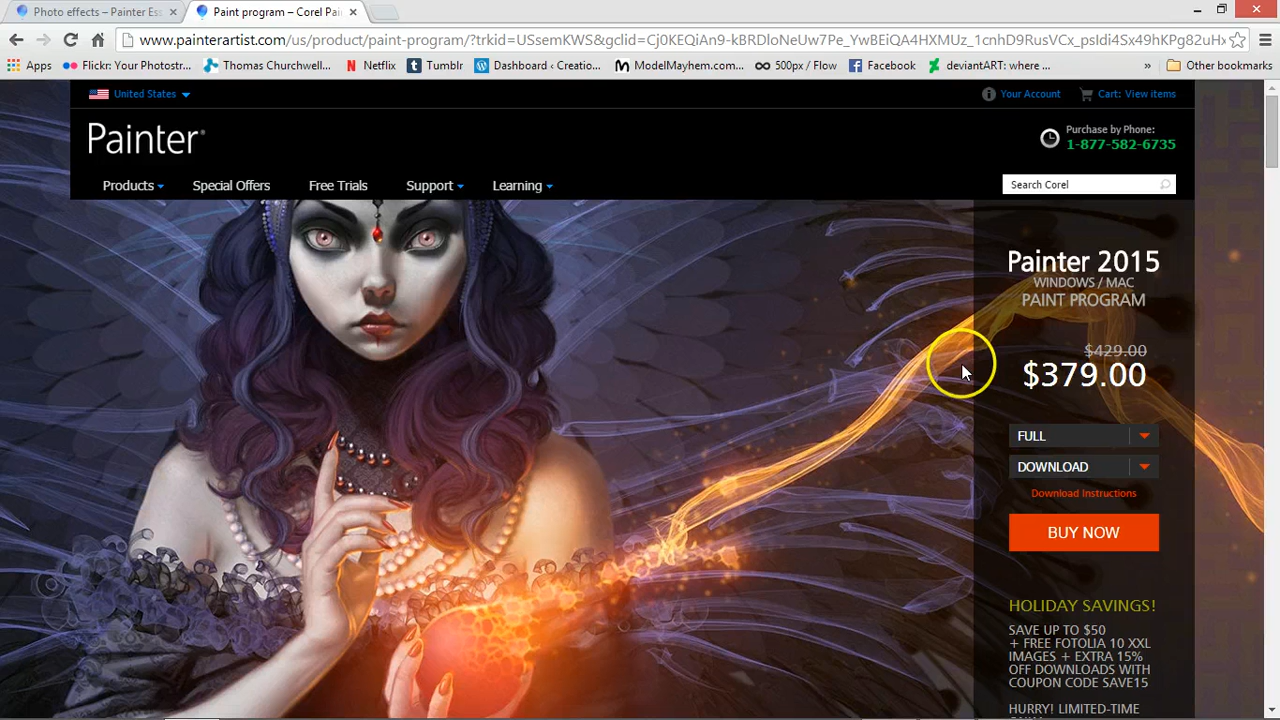 Photo effects – Painter Ess
Paint program – Corel Pai
www.painterartist.com/us/product/paint-program/?trkid=USsemKWS&gclid=Cj0KEQiAn9-kBRDloNeUw7Pe_YwBEiQA4HXMUz_1cnhD9RusVCx_psIdi4Sx49hKPg82uHx
Apps Flickr: Your Photostr... Thomas Churchwell... Netflix Tumblr Dashboard ‹ Creatio... ModelMayhem.com... 500px / Flow Facebook deviantART: where ... » Other bookmarks
United States Your Account Cart: View items
Painter®
Purchase by Phone:
1-877-582-6735
Products Special Offers Free Trials Support Learning Search Corel
Painter 2015
WINDOWS / MAC
PAINT PROGRAM
$429.00
$379.00
FULL
DOWNLOAD
Download Instructions
BUY NOW
HOLIDAY SAVINGS!
SAVE UP TO $50
+ FREE FOTOLIA 10 XXL
IMAGES + EXTRA 15%
OFF DOWNLOADS WITH
COUPON CODE SAVE15
HURRY! LIMITED-TIME